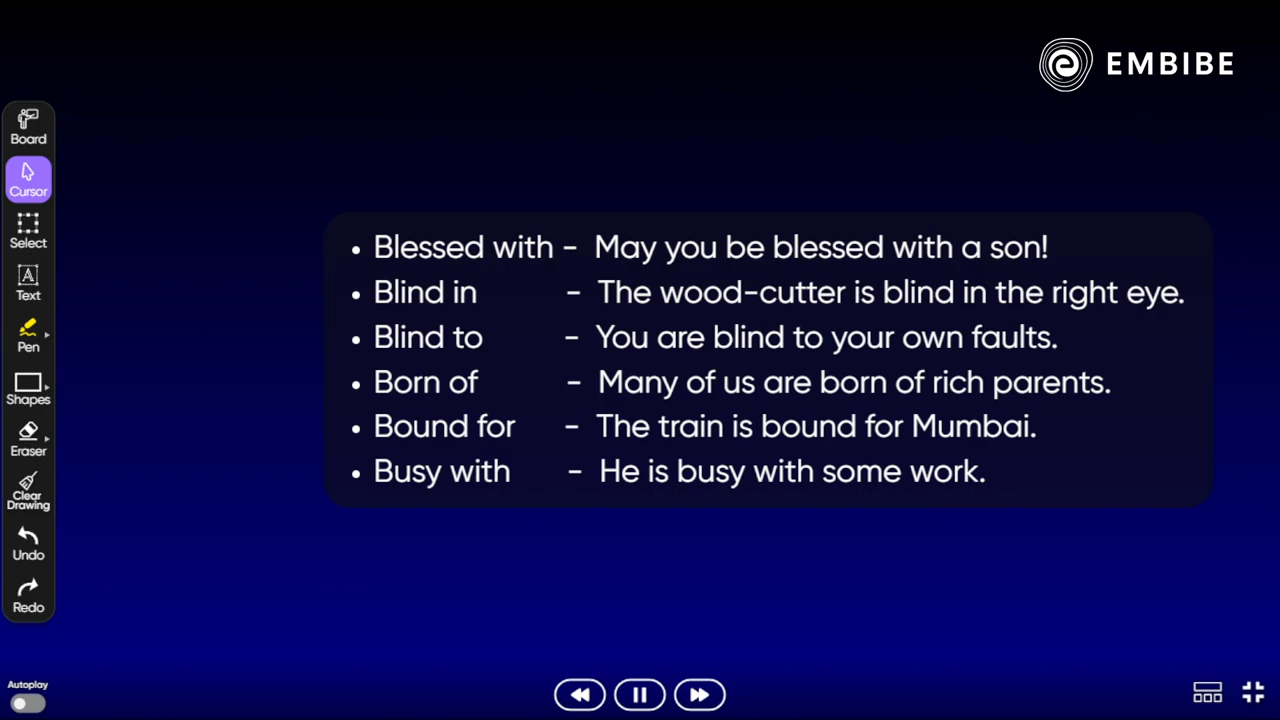 EMBIBE
Board
Cursor
Select
Text
Pen
Shapes
Eraser
Clear
Drawing
Undo
Redo
• Blessed with - May you be blessed with a son!
• Blind in - The wood-cutter is blind in the right eye.
• Blind to - You are blind to your own faults.
• Born of - Many of us are born of rich parents.
• Bound for - The train is bound for Mumbai.
• Busy with - He is busy with some work.
Autoplay